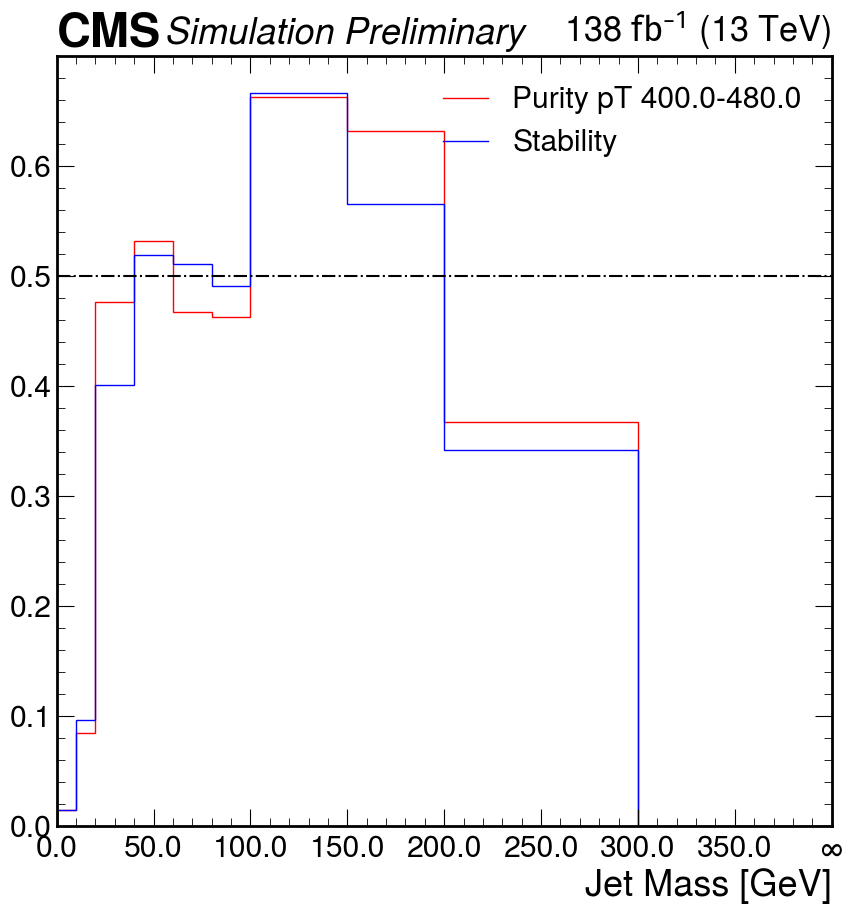 CMS Simulation Preliminary 138 fb⁻¹ (13 TeV)
Purity pT 400.0-480.0
Stability
0.6
0.5
0.4
0.3
0.2
0.1
0.0
0.0 50.0 100.0 150.0 200.0 250.0 300.0 350.0 ∞
Jet Mass [GeV]